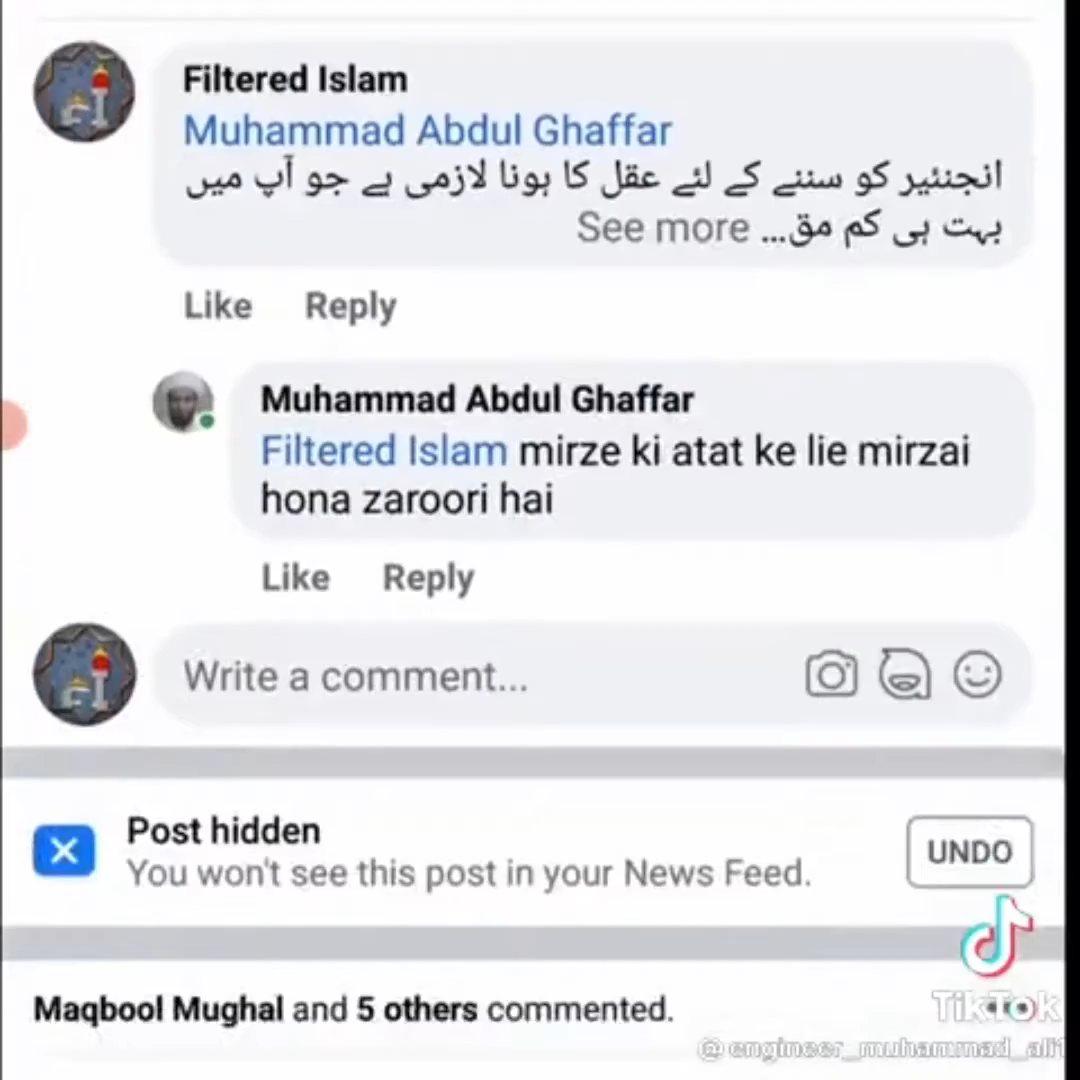 Filtered Islam
Muhammad Abdul Ghaffar
انجنئیر کو سننے کے لئے عقل کا ہونا لازمی ہے جو آپ میں
بہت ہی کم مق... See more
Like Reply
Muhammad Abdul Ghaffar
Filtered Islam mirze ki atat ke lie mirzai
hona zaroori hai
Like Reply
Write a comment...
Post hidden
You won't see this post in your News Feed.
UNDO
Maqbool Mughal and 5 others commented.
TikTok
@engineer_muhammad_ali1